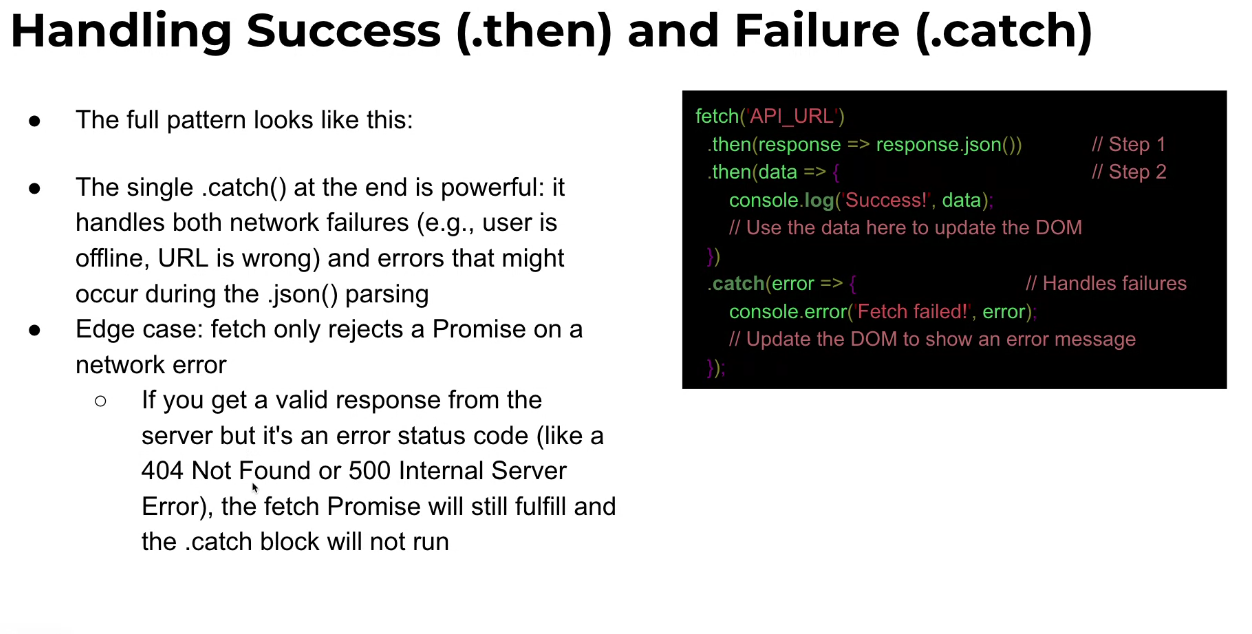 Handling Success (.then) and Failure (.catch)
● The full pattern looks like this:
● The single .catch() at the end is powerful: it
handles both network failures (e.g., user is
offline, URL is wrong) and errors that might
occur during the .json() parsing
● Edge case: fetch only rejects a Promise on a
network error
○ If you get a valid response from the
server but it's an error status code (like a
404 Not Found or 500 Internal Server
Error), the fetch Promise will still fulfill and
the .catch block will not run
fetch('API_URL')
.then(response => response.json()) // Step 1
.then(data => { // Step 2
console.log('Success!', data);
// Use the data here to update the DOM
})
.catch(error => { // Handles failures
console.error('Fetch failed!', error);
// Update the DOM to show an error message
});